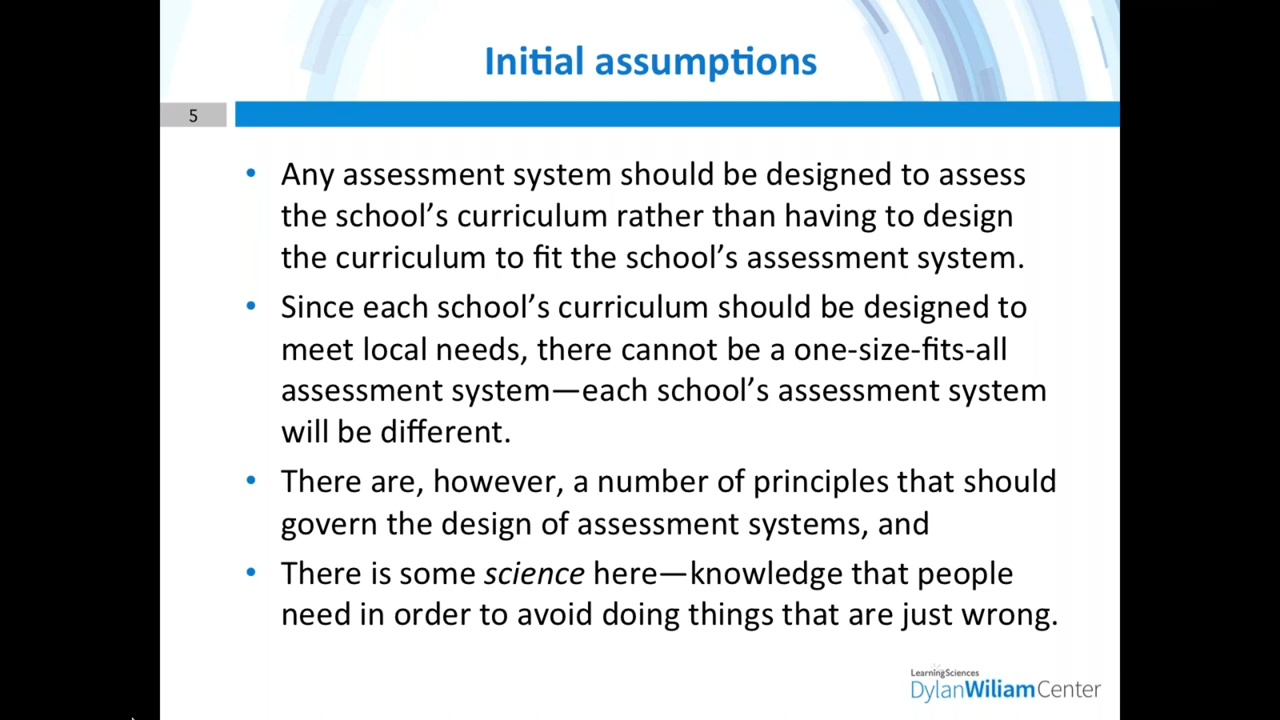 Initial assumptions
5
• Any assessment system should be designed to assess
the school’s curriculum rather than having to design
the curriculum to fit the school’s assessment system.
• Since each school’s curriculum should be designed to
meet local needs, there cannot be a one-size-fits-all
assessment system—each school’s assessment system
will be different.
• There are, however, a number of principles that should
govern the design of assessment systems, and
• There is some science here—knowledge that people
need in order to avoid doing things that are just wrong.
LearningSciences
DylanWiliamCenter